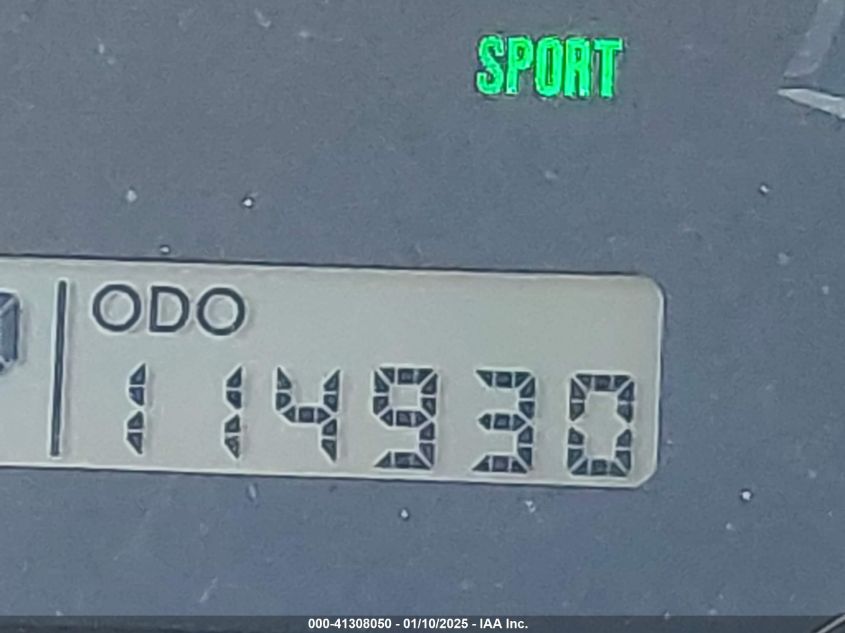 SPORT
ODO
114930
000-41308050 - 01/10/2025 - IAA Inc.